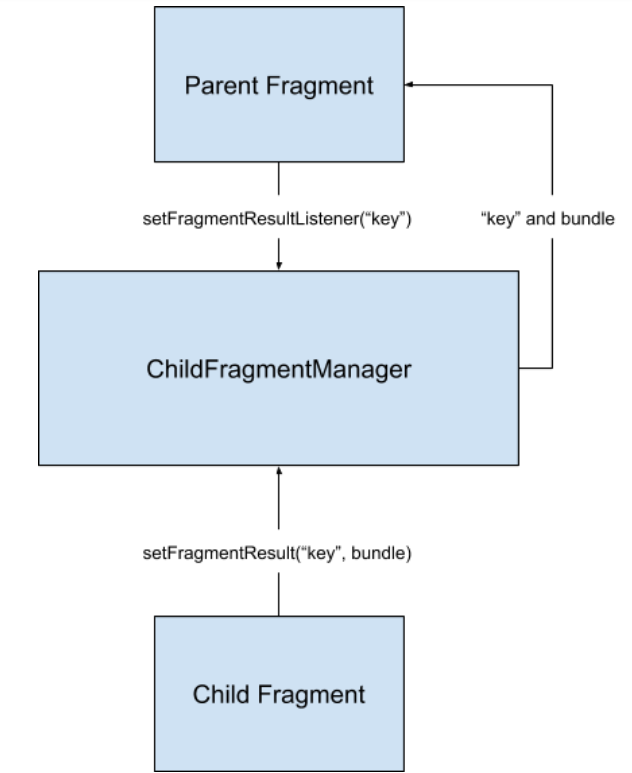 Parent Fragment
setFragmentResultListener(“key”)
“key” and bundle
ChildFragmentManager
setFragmentResult(“key”, bundle)
Child Fragment